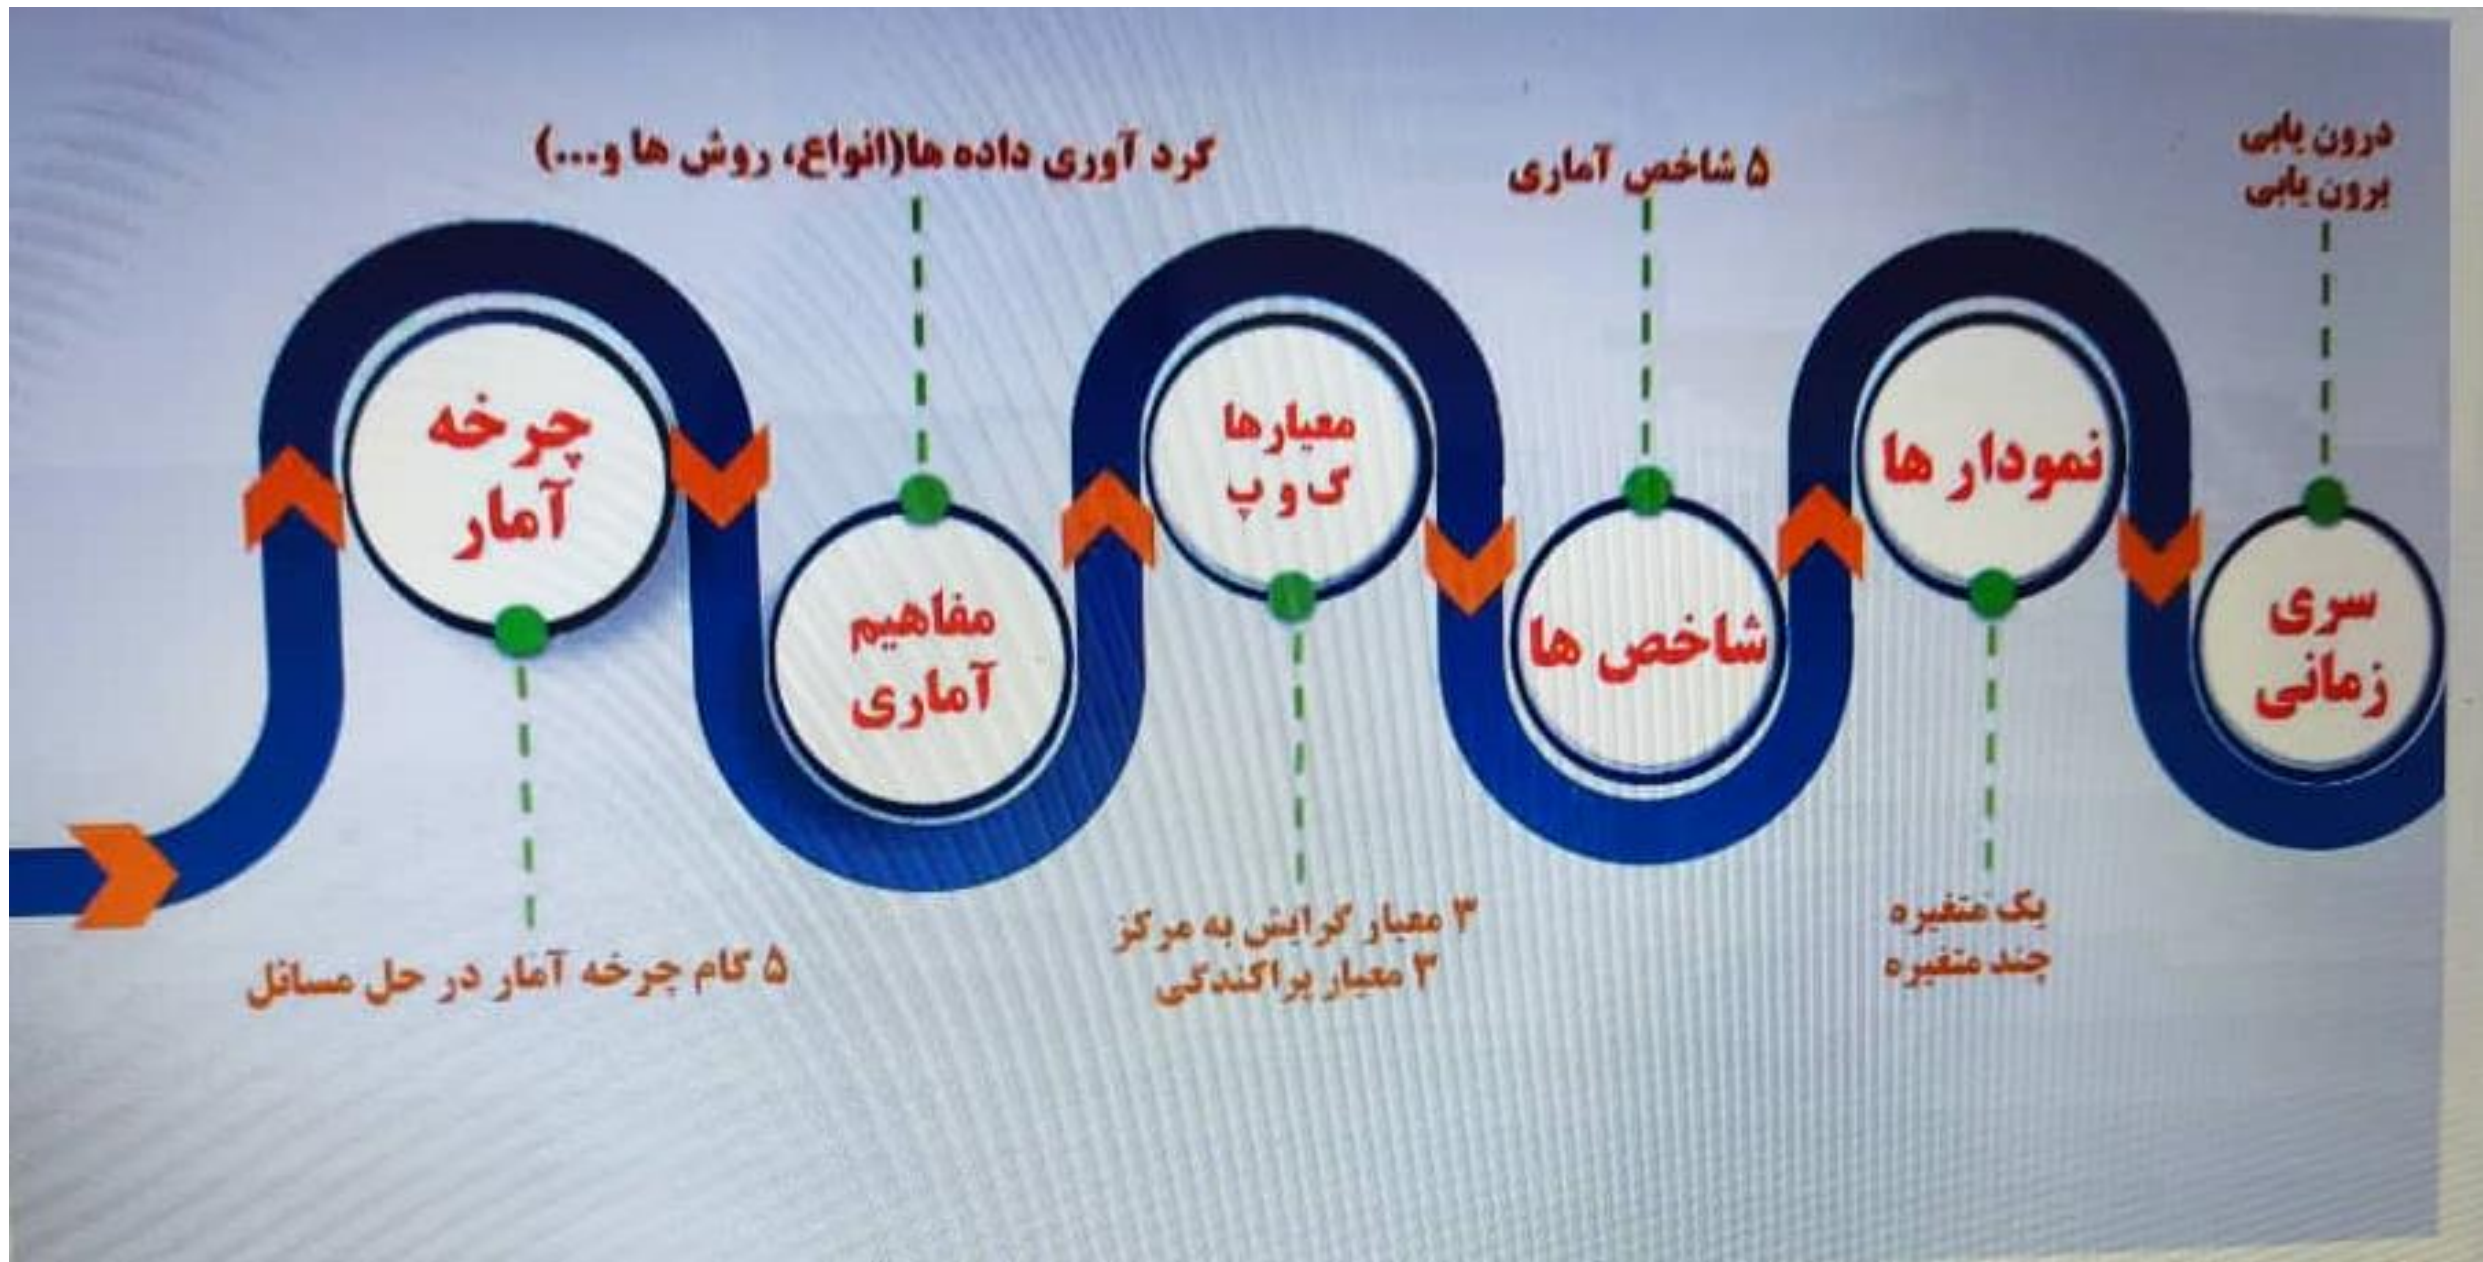 چرخه
آمار
۵ گام چرخه آمار در حل مسائل
گرد آوری داده ها(انواع، روش ها و...)
مفاهیم
آماری
معیارها
گ و پ
۳ معیار گرایش به مرکز
۳ معیار پراکندگی
۵ شاخص آماری
شاخص ها
نمودار ها
یک متغیره
چند متغیره
درون یابی
برون یابی
سری
زمانی